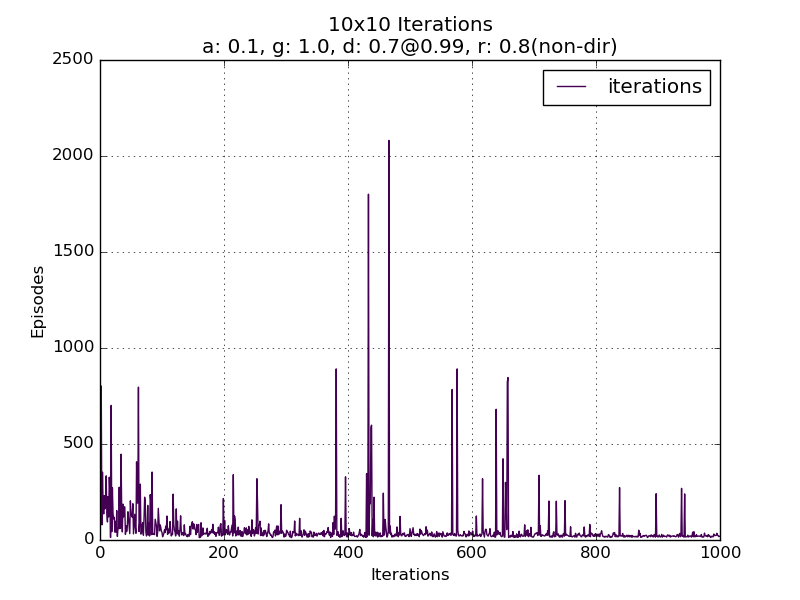 10x10 Iterations
a: 0.1, g: 1.0, d: 0.7@0.99, r: 0.8(non-dir)
iterations
2500
2000
1500
1000
500
0
Episodes
0 200 400 600 800 1000
Iterations